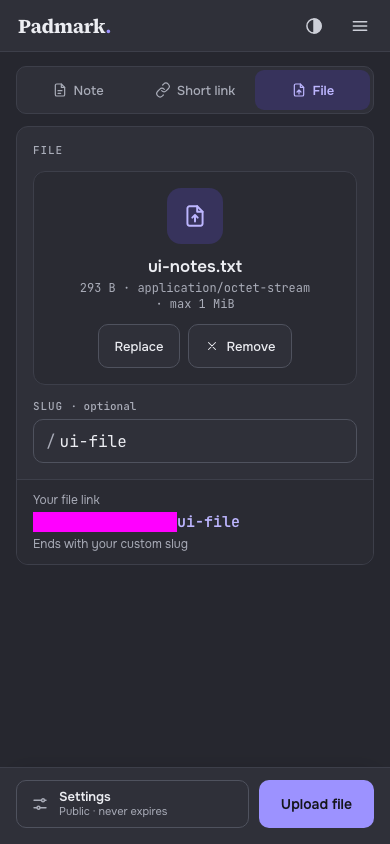 Padmark.
Note
Short link
File
FILE
ui-notes.txt
293 B · application/octet-stream
· max 1 MiB
Replace
Remove
SLUG · optional
/ ui-file
Your file link
ui-file
Ends with your custom slug
Settings
Public · never expires
Upload file